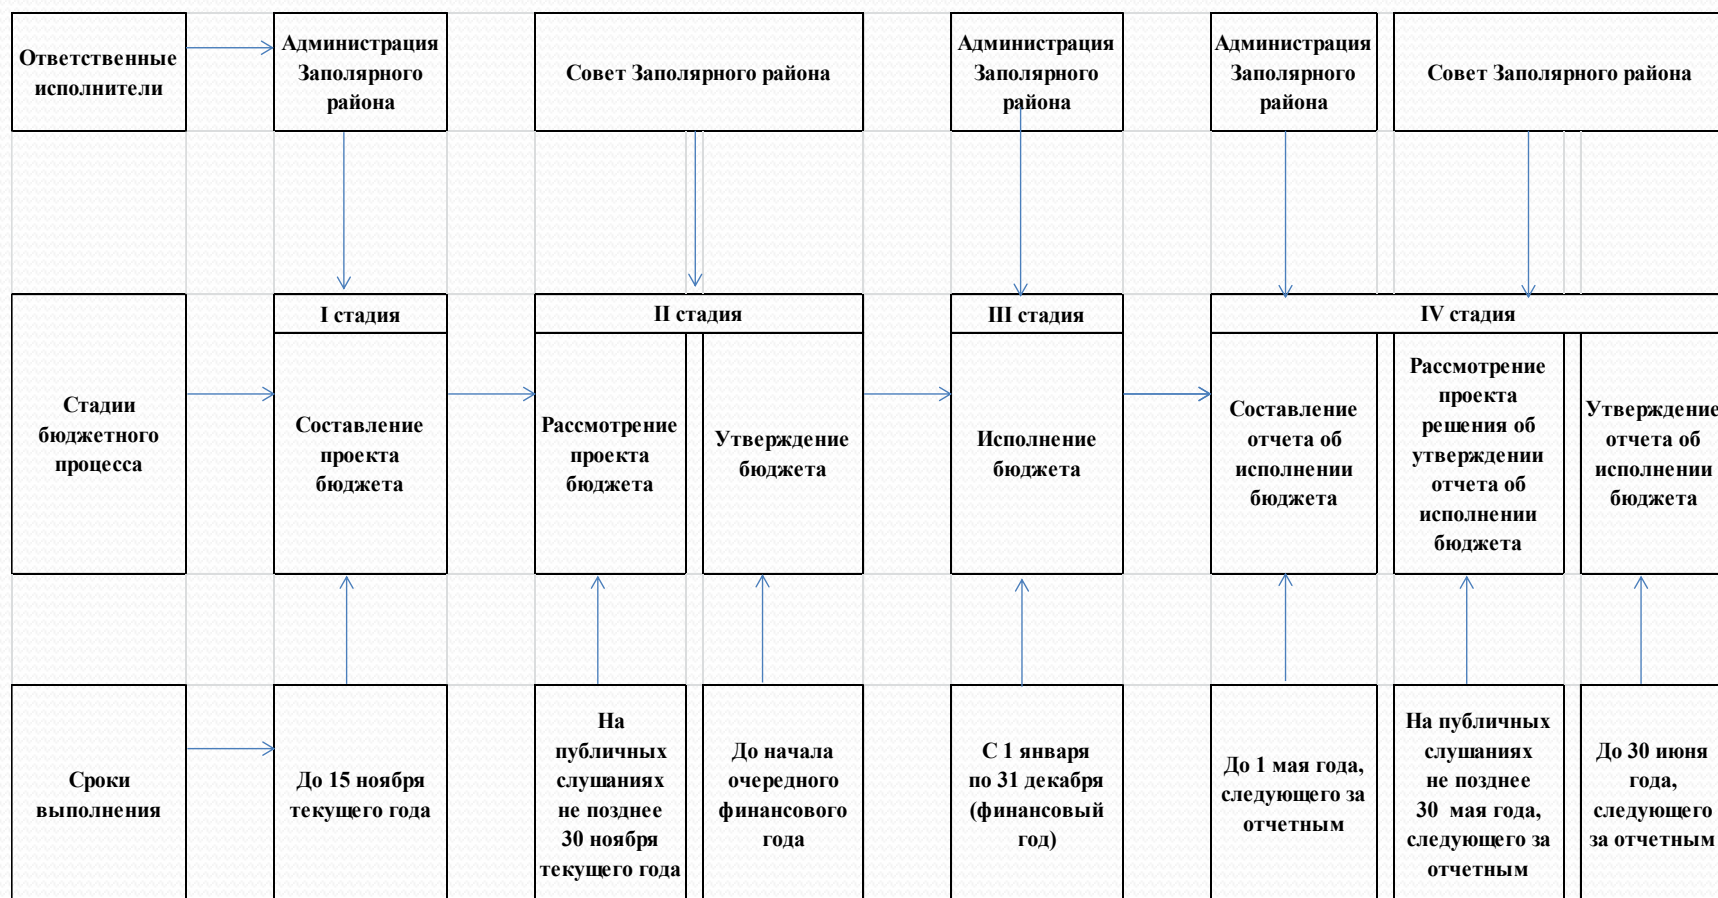 Ответственные
исполнители
Администрация
Заполярного
района
Совет Заполярного района
Администрация
Заполярного
района
Администрация
Заполярного
района
Совет Заполярного района
Стадии
бюджетного
процесса
I стадия
Составление
проекта
бюджета
II стадия
Рассмотрение
проекта
бюджета
Утверждение
бюджета
III стадия
Исполнение
бюджета
IV стадия
Составление
отчета об
исполнении
бюджета
Рассмотрение
проекта
решения об
утверждении
отчета об
исполнении
бюджета
Утверждение
отчета об
исполнении
бюджета
Сроки
выполнения
До 15 ноября
текущего года
На
публичных
слушаниях
не позднее
30 ноября
текущего года
До начала
очередного
финансового
года
С 1 января
по 31 декабря
(финансовый
год)
До 1 мая года,
следующего за
отчетным
На публичных
слушаниях
не позднее
30 мая года,
следующего за
отчетным
До 30 июня
года,
следующего
за отчетным